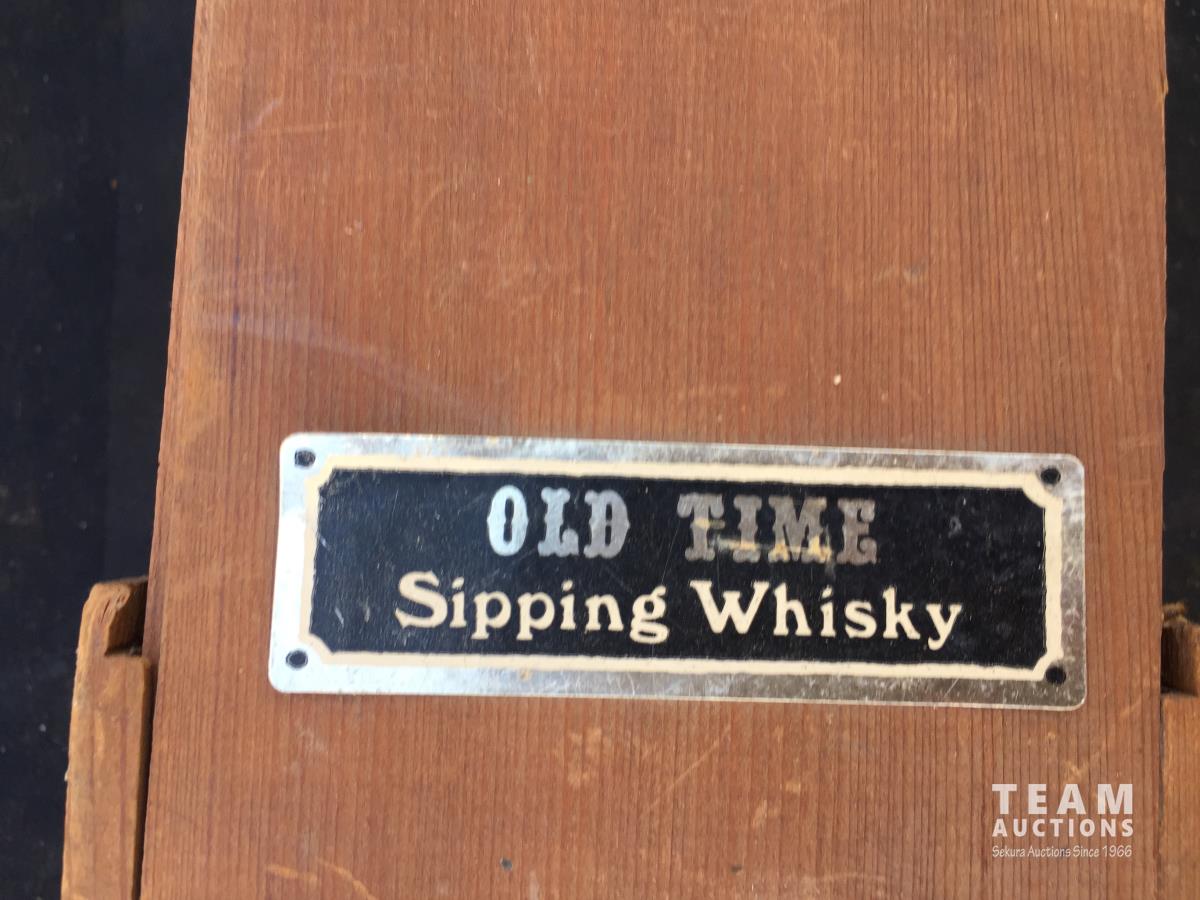 OLD TIME
Sipping Whisky
TEAM
AUCTIONS
Sekura Auctions Since 1966